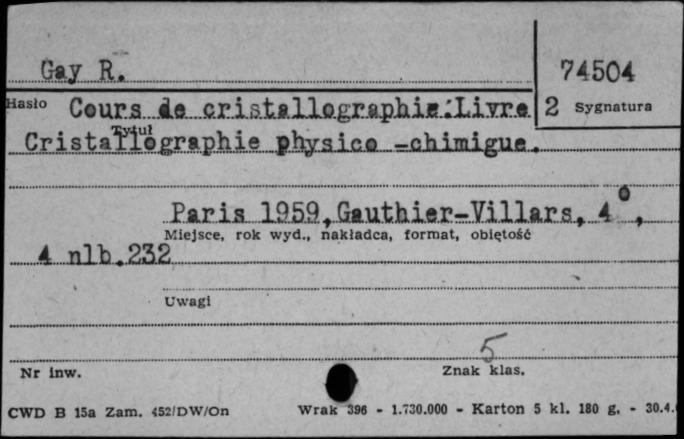 Gay R.
74504
Hasło Cours de cristallographie:Livre 2 Sygnatura
Tytuł
Cristallographie physico -chimigue.
Paris 1959,Gauthier-Villars, 4°,
Miejsce, rok wyd., nakładca, format, objętość
4 nlb.232
Uwagi
5
Nr inw. Znak klas.
CWD B 15a Zam. 452/DW/On Wrak 396 - 1.730.000 - Karton 5 kl. 180 g. - 30.4.